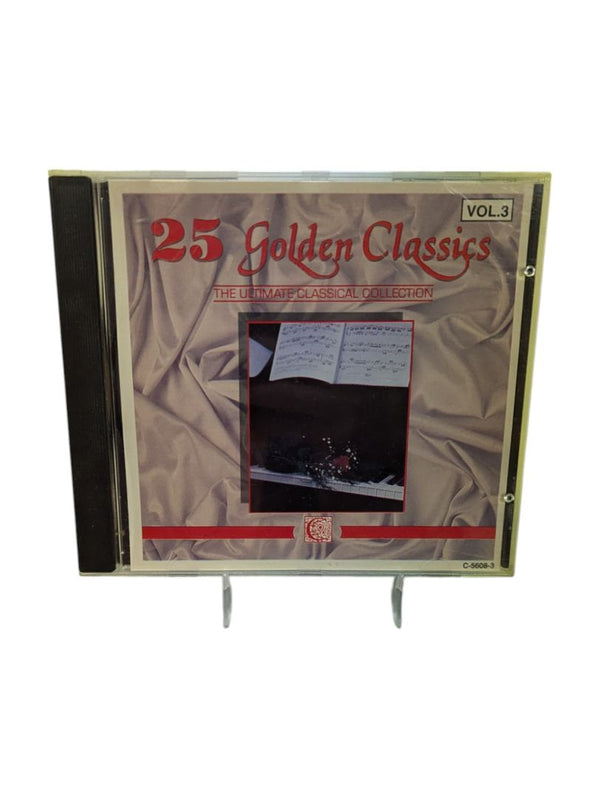 VOL.3
25 Golden Classics
THE ULTIMATE CLASSICAL COLLECTION
C-5608-3